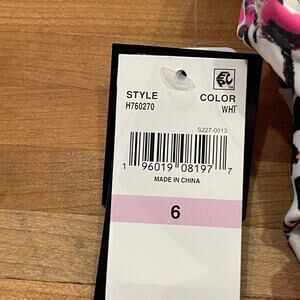 STYLE COLOR
H760270 WHT
S227-0013
1 96019 08197 7
MADE IN CHINA
6